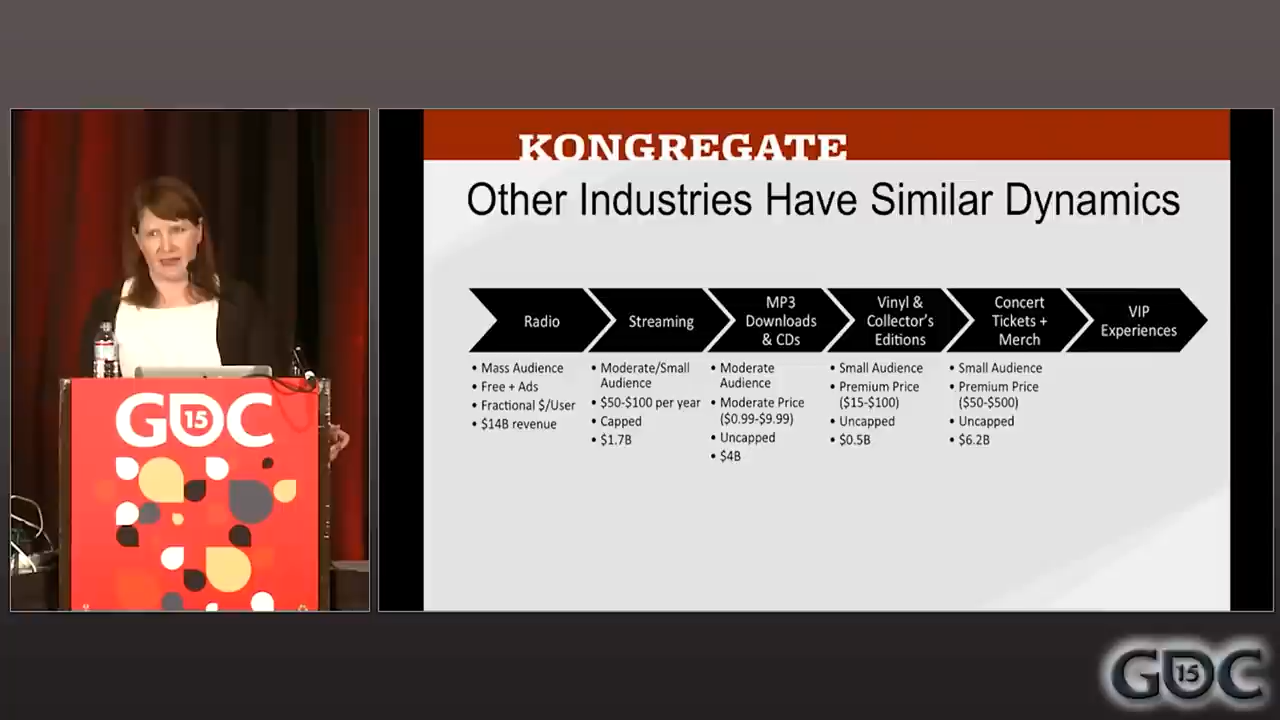 KONGREGATE
Other Industries Have Similar Dynamics
Radio
• Mass Audience
• Free + Ads
• Fractional $/User
• $14B revenue
Streaming
• Moderate/Small
Audience
• $50-$100 per year
• Capped
• $1.7B
MP3
Downloads
& CDs
• Moderate
Audience
• Moderate Price
($0.99-$9.99)
• Uncapped
• $4B
Vinyl &
Collector's
Editions
• Small Audience
• Premium Price
($15-$100)
• Uncapped
• $0.5B
Concert
Tickets +
Merch
• Small Audience
• Premium Price
($50-$500)
• Uncapped
• $6.2B
VIP
Experiences
GDC
15
GDC
15